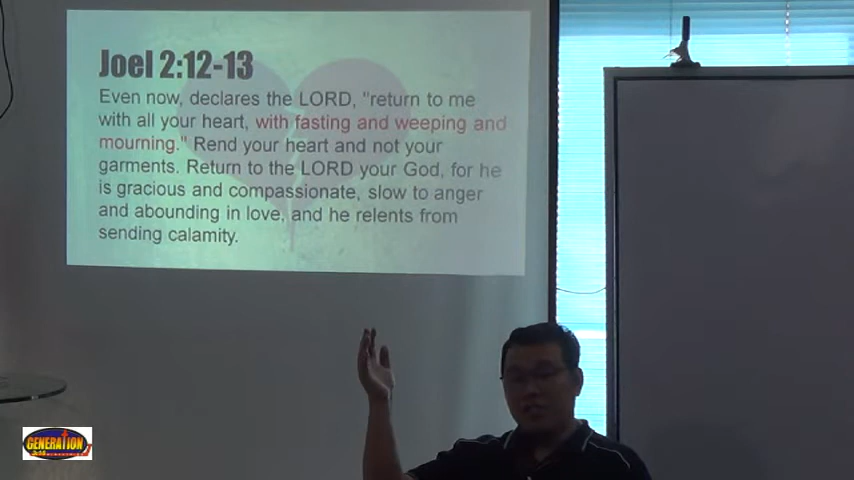 Joel 2:12-13
Even now, declares the LORD, "return to me
with all your heart, with fasting and weeping and
mourning." Rend your heart and not your
garments. Return to the LORD your God, for he
is gracious and compassionate, slow to anger
and abounding in love, and he relents from
sending calamity.
GENERATION